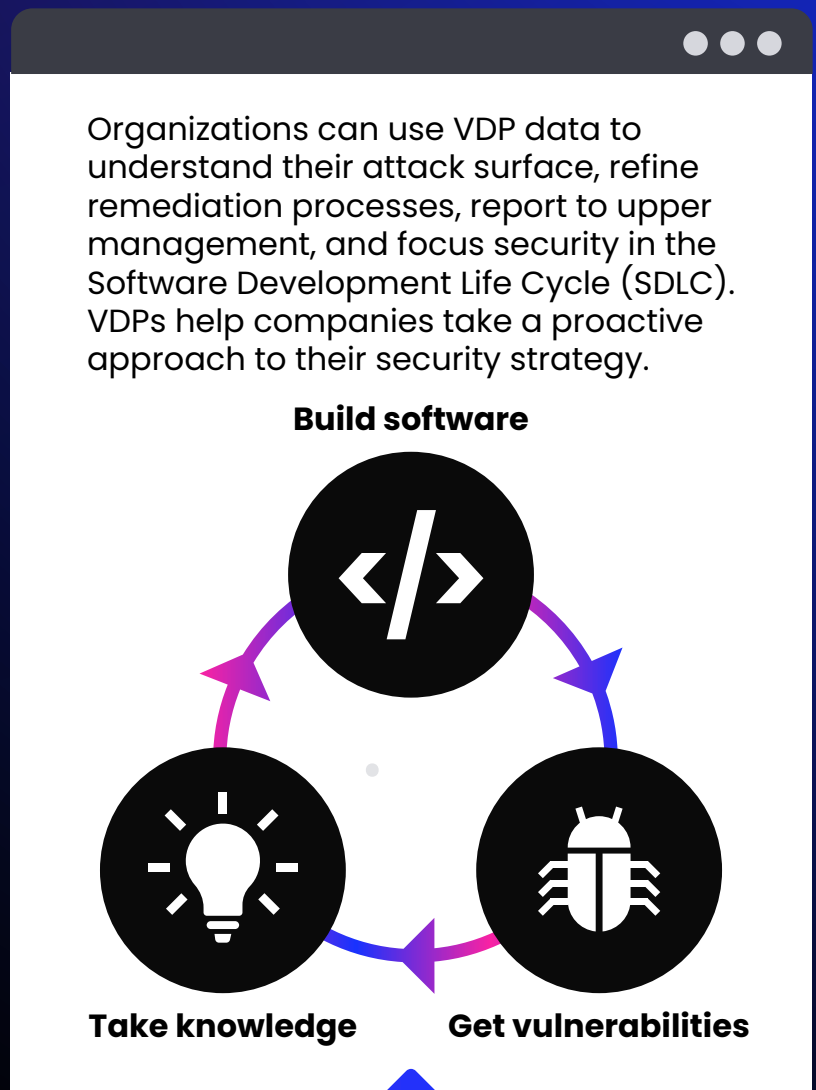 Organizations can use VDP data to
understand their attack surface, refine
remediation processes, report to upper
management, and focus security in the
Software Development Life Cycle (SDLC).
VDPs help companies take a proactive
approach to their security strategy.
Build software
</>
Take knowledge
Get vulnerabilities